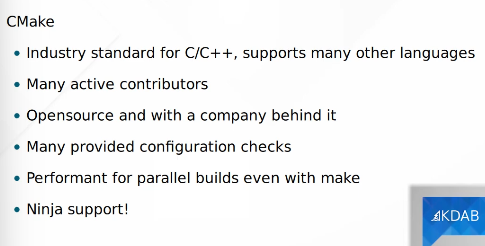 CMake
Industry standard for C/C++, supports many other languages
Many active contributors
Opensource and with a company behind it
Many provided configuration checks
Performant for parallel builds even with make
Ninja support!
KDAB